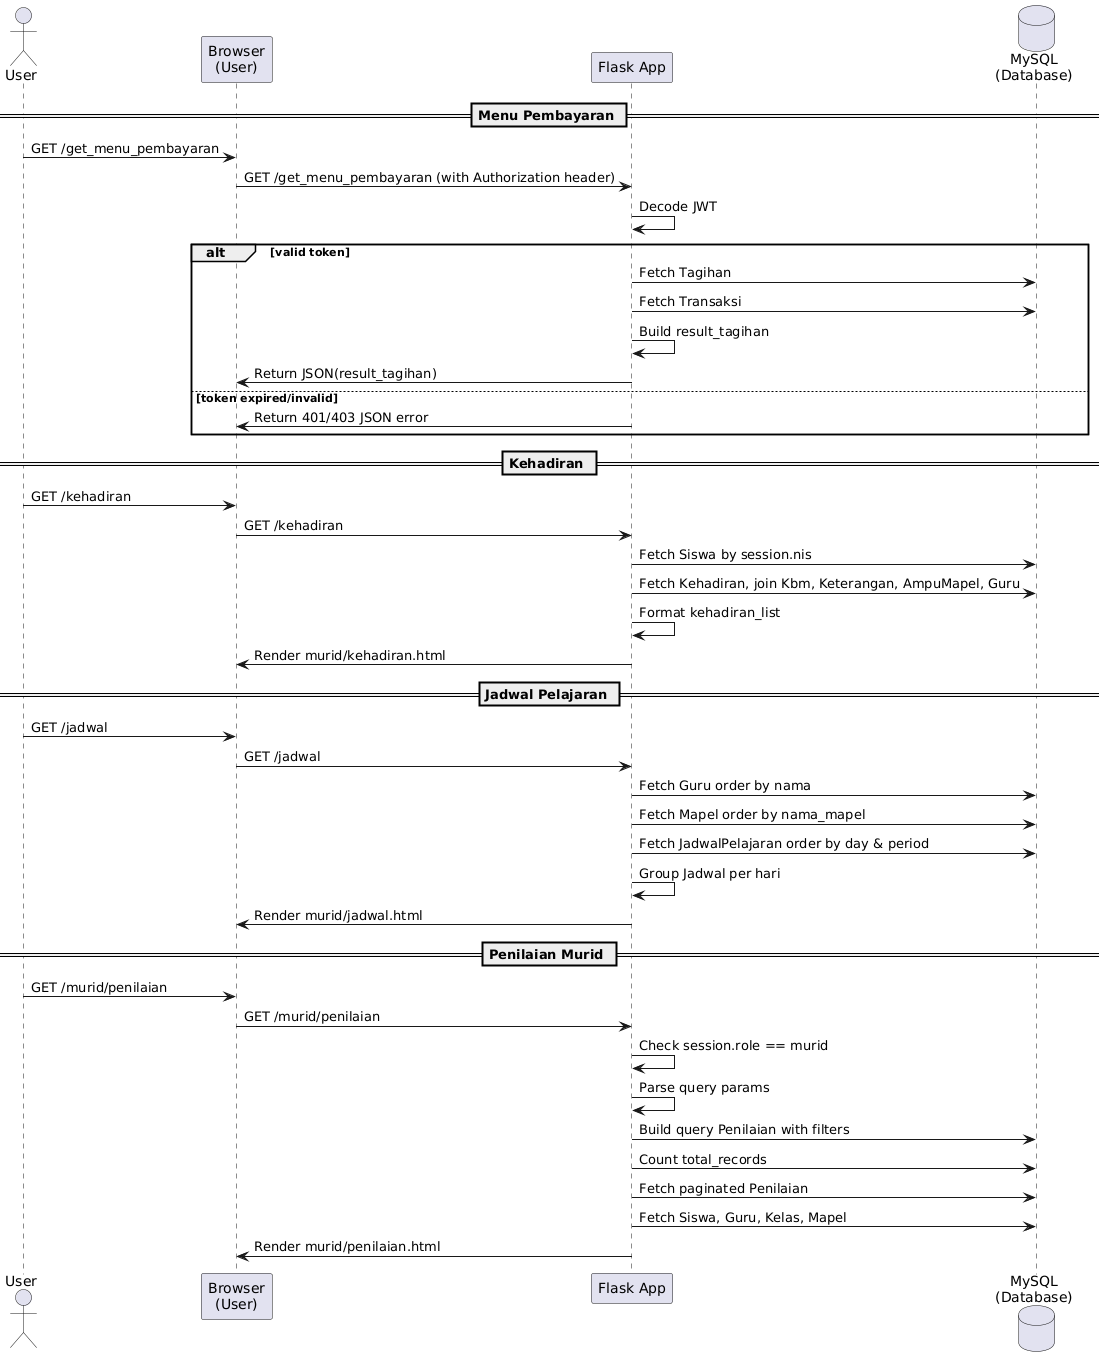 User
Browser
(User)
Flask App
MySQL
(Database)
Menu Pembayaran
GET /get_menu_pembayaran
GET /get_menu_pembayaran (with Authorization header)
Decode JWT
alt
[valid token]
Fetch Tagihan
Fetch Transaksi
Build result_tagihan
Return JSON(result_tagihan)
[token expired/invalid]
Return 401/403 JSON error
Kehadiran
GET /kehadiran
GET /kehadiran
Fetch Siswa by session.nis
Fetch Kehadiran, join Kbm, Keterangan, AmpuMapel, Guru
Format kehadiran_list
Render murid/kehadiran.html
Jadwal Pelajaran
GET /jadwal
GET /jadwal
Fetch Guru order by nama
Fetch Mapel order by nama_mapel
Fetch JadwalPelajaran order by day & period
Group Jadwal per hari
Render murid/jadwal.html
Penilaian Murid
GET /murid/penilaian
GET /murid/penilaian
Check session.role == murid
Parse query params
Build query Penilaian with filters
Count total_records
Fetch paginated Penilaian
Fetch Siswa, Guru, Kelas, Mapel
Render murid/penilaian.html
User
Browser
(User)
Flask App
MySQL
(Database)